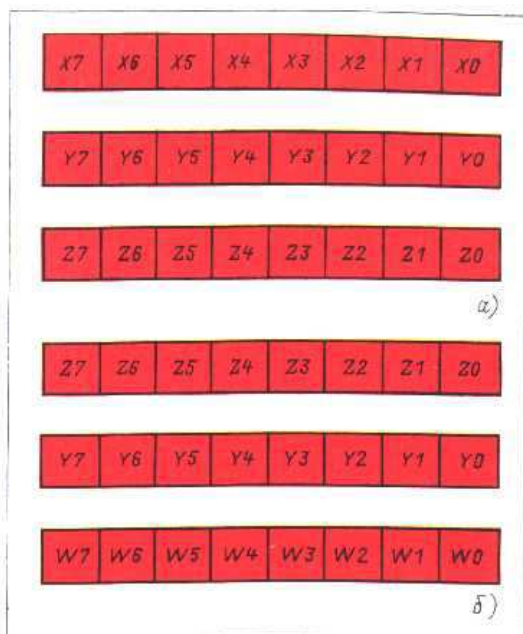 X7 X6 X5 X4 X3 X2 X1 X0
Y7 Y6 Y5 Y4 Y3 Y2 Y1 Y0
Z7 Z6 Z5 Z4 Z3 Z2 Z1 Z0
а)
Z7 Z6 Z5 Z4 Z3 Z2 Z1 Z0
Y7 Y6 Y5 Y4 Y3 Y2 Y1 Y0
W7 W6 W5 W4 W3 W2 W1 W0
б)